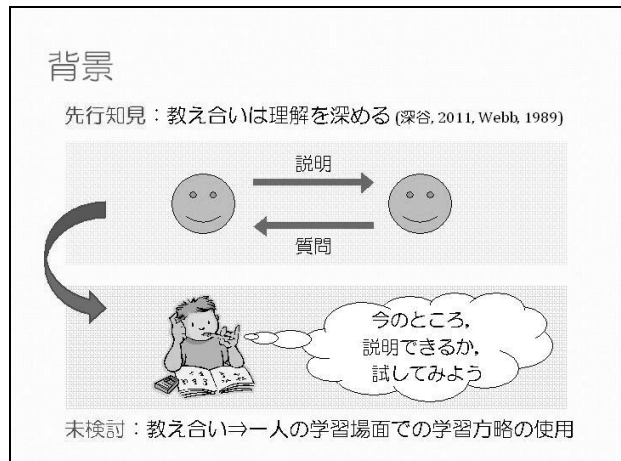 背景
先行知見：教え合いは理解を深める (深谷, 2011, Webb, 1989)
説明
質問
今のところ,
説明できるか,
試してみよう
未検討：教え合い⇒一人の学習場面での学習方略の使用